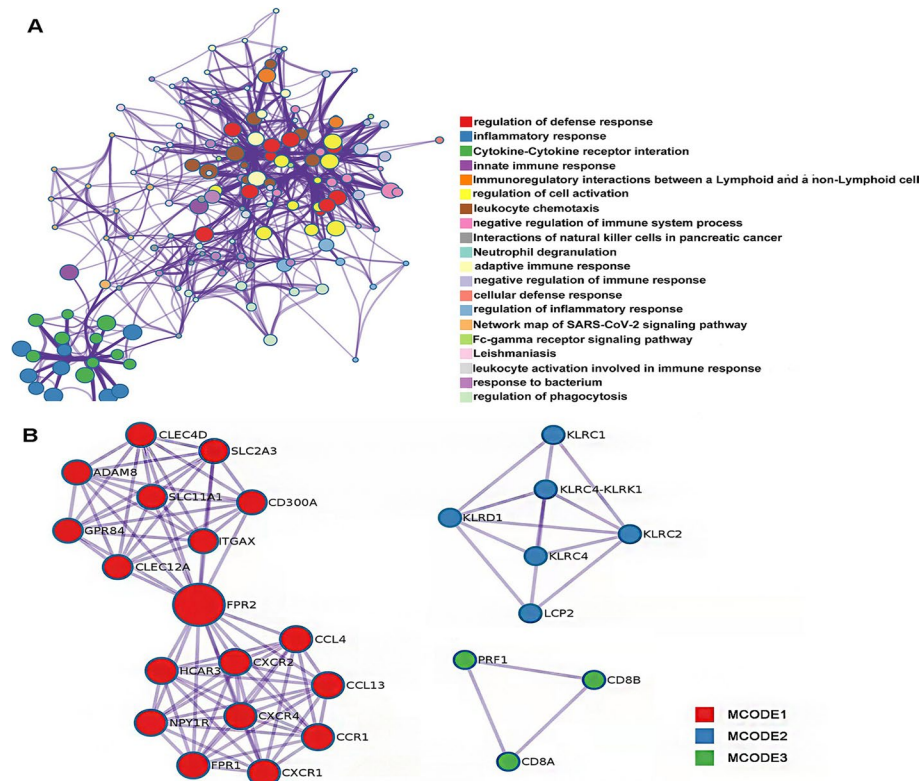 A
regulation of defense response
inflammatory response
Cytokine-Cytokine receptor interation
innate immune response
Immunoregulatory interactions between a Lymphoid and a non-Lymphoid cell
regulation of cell activation
leukocyte chemotaxis
negative regulation of immune system process
Interactions of natural killer cells in pancreatic cancer
Neutrophil degranulation
adaptive immune response
negative regulation of immune response
cellular defense response
regulation of inflammatory response
Network map of SARS-CoV-2 signaling pathway
Fc-gamma receptor signaling pathway
Leishmaniasis
leukocyte activation involved in immune response
response to bacterium
regulation of phagocytosis
B
CLEC4D
SLC2A3
ADAM8
SLC11A1
CD300A
GPR84
ITGAX
CLEC12A
FPR2
CCL4
CXCR2
HCAR3
CCL13
CXCR4
NPY1R
CCR1
FPR1
CXCR1
KLRC1
KLRC4-KLRK1
KLRD1
KLRC2
KLRC4
LCP2
PRF1
CD8B
CD8A
MCODE1
MCODE2
MCODE3